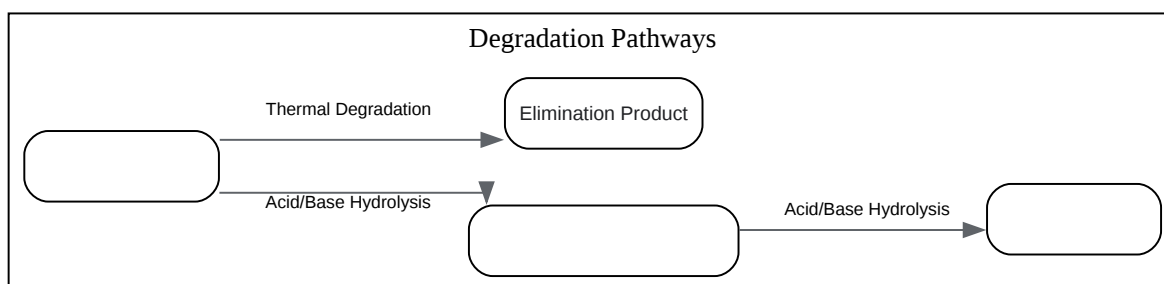 Degradation Pathways
Thermal Degradation
Elimination Product
Acid/Base Hydrolysis
Acid/Base Hydrolysis